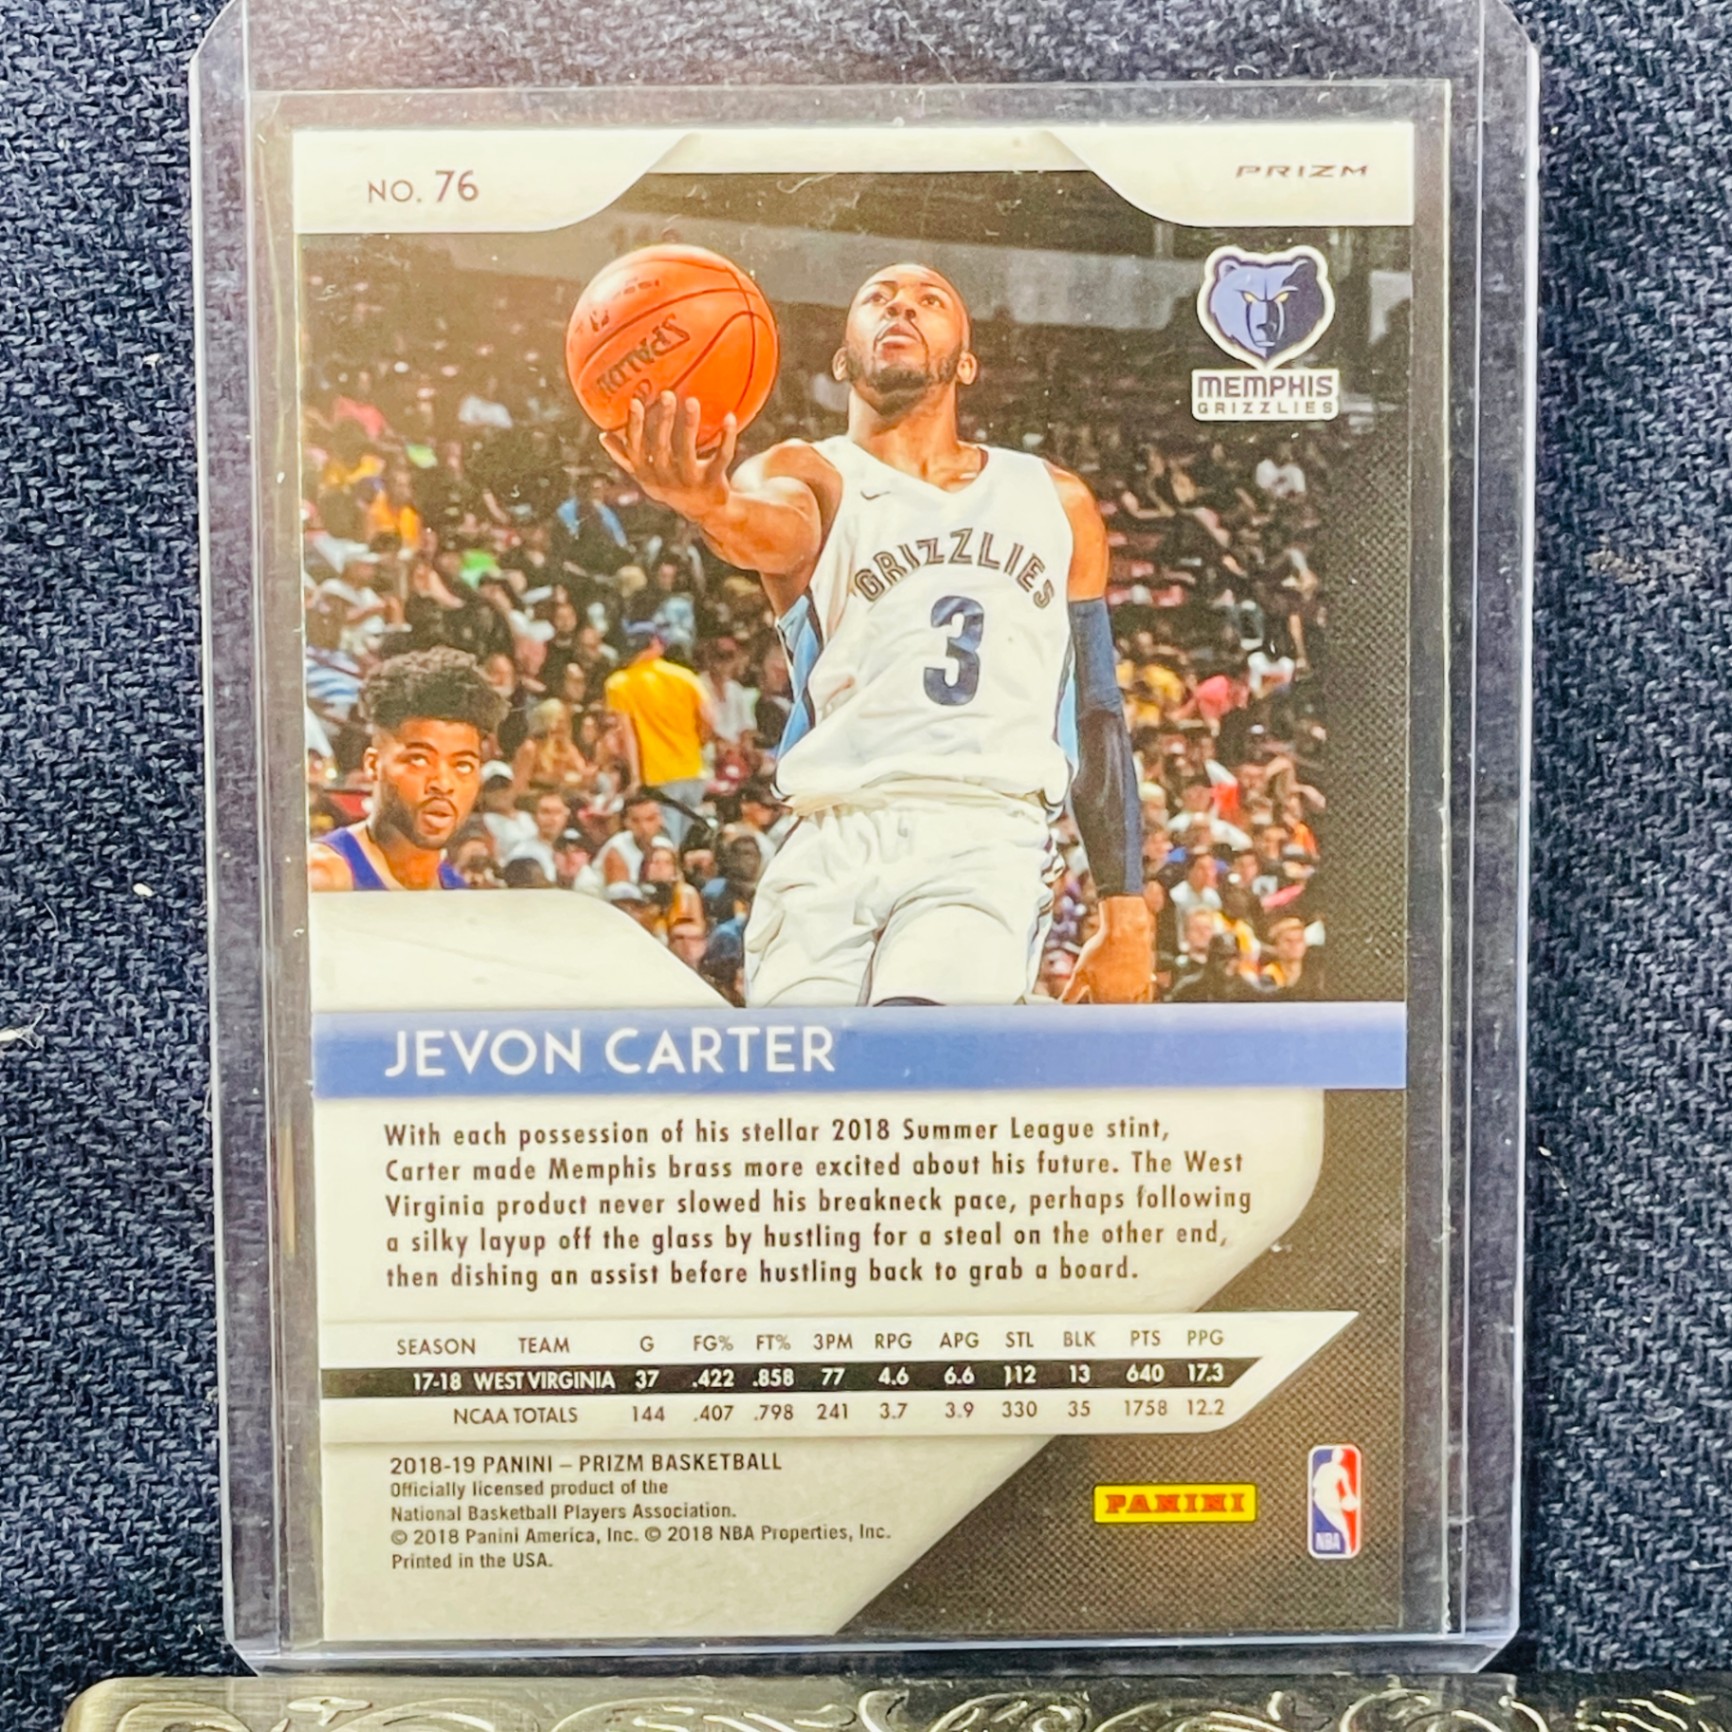 NO. 76
PRIZM
SPALDING
MEMPHIS
GRIZZLIES
GRIZZLIES
3
JEVON CARTER
With each possession of his stellar 2018 Summer League stint,
Carter made Memphis brass more excited about his future. The West
Virginia product never slowed his breakneck pace, perhaps following
a silky layup off the glass by hustling for a steal on the other end,
then dishing an assist before hustling back to grab a board.
SEASON TEAM G FG% FT% 3PM RPG APG STL BLK PTS PPG
17-18 WEST VIRGINIA 37 .422 .858 77 4.6 6.6 112 13 640 17.3
NCAA TOTALS 144 .407 .798 241 3.7 3.9 330 35 1758 12.2
2018-19 PANINI – PRIZM BASKETBALL
Officially licensed product of the
National Basketball Players Association.
© 2018 Panini America, Inc. © 2018 NBA Properties, Inc.
Printed in the USA.
PANINI
NBA